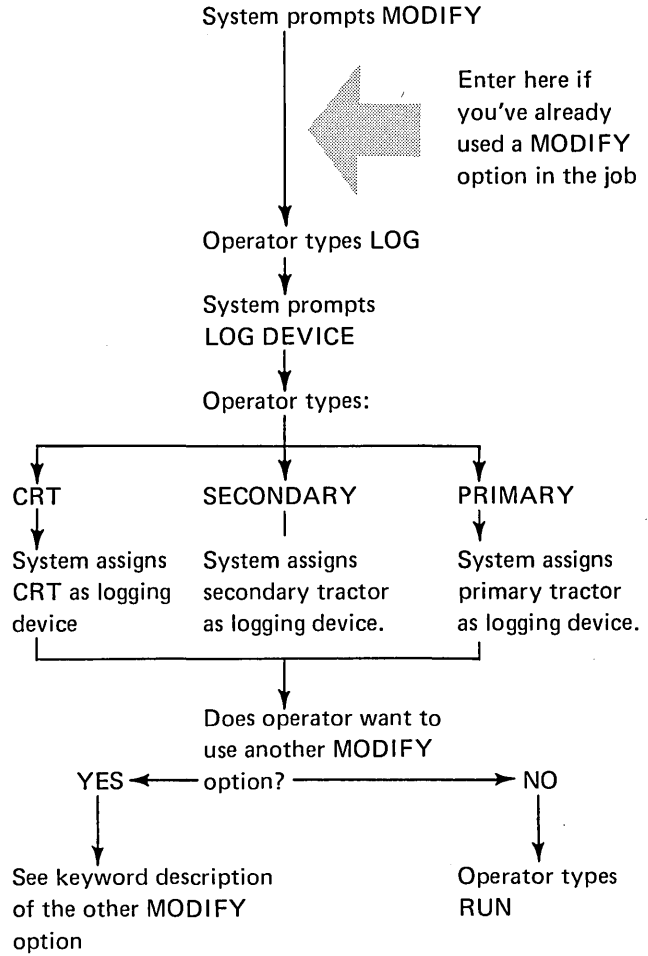 System prompts MODIFY
Enter here if
you've already
used a MODIFY
option in the job
Operator types LOG
System prompts
LOG DEVICE
Operator types:
CRT
SECONDARY
PRIMARY
System assigns
CRT as logging
device
System assigns
secondary tractor
as logging device.
System assigns
primary tractor
as logging device.
Does operator want to
use another MODIFY
option?
YES
NO
See keyword description
of the other MODIFY
option
Operator types
RUN